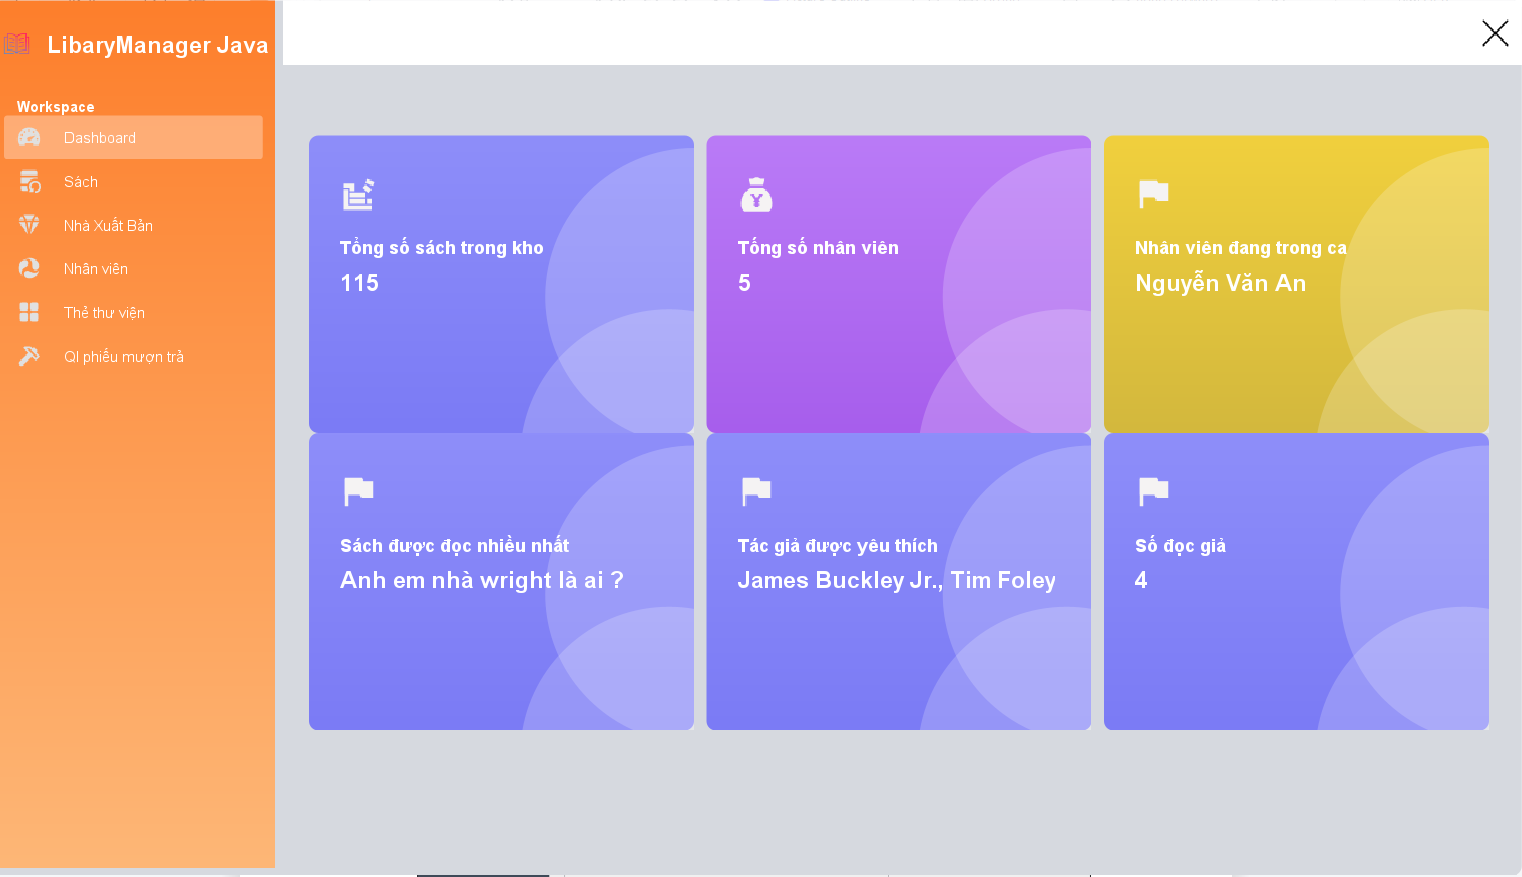 LibaryManager Java
Workspace
Dashboard
Sách
Nhà Xuất Bản
Nhân viên
Thẻ thư viện
Ql phiếu mượn trả
Tổng số sách trong kho
115
Tống số nhân viên
5
Nhân viên đang trong ca
Nguyễn Văn An
Sách được đọc nhiều nhất
Anh em nhà wright là ai ?
Tác giả được yêu thích
James Buckley Jr., Tim Foley
Số đọc giả
4